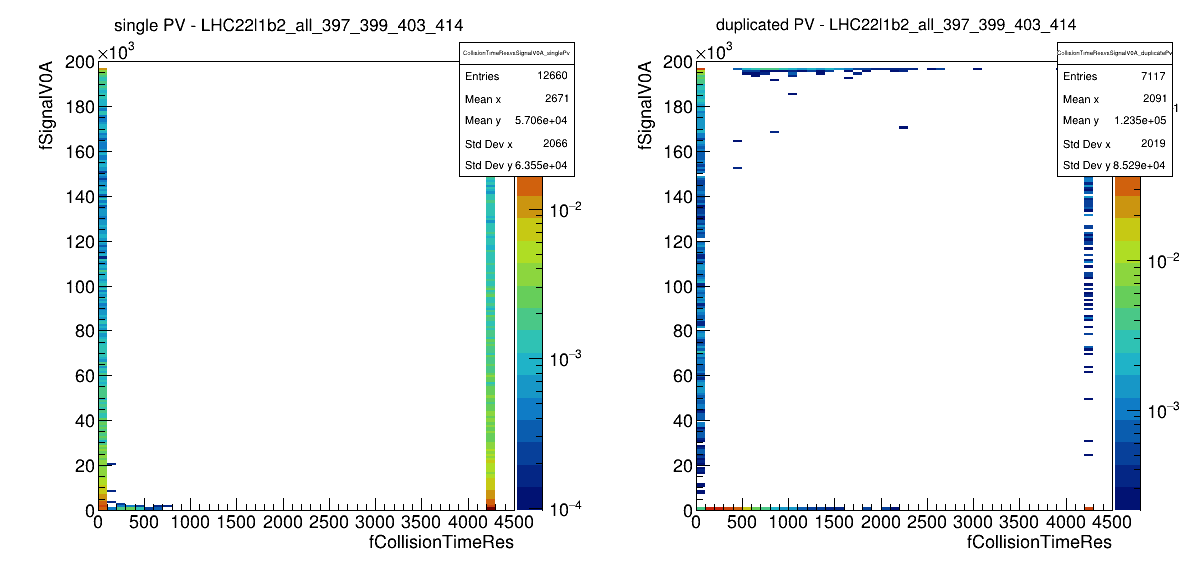 single PV - LHC22l1b2_all_397_399_403_414
×10³
fSignalV0A
200
180
160
140
120
100
80
60
40
20
0
0 500 1000 1500 2000 2500 3000 3500 4000 4500
fCollisionTimeRes
CollisionTimeResvsSignalV0A_singlePv
Entries 12660
Mean x 2671
Mean y 5.706e+04
Std Dev x 2066
Std Dev y 6.355e+04
10⁻²
10⁻³
10⁻⁴
duplicated PV - LHC22l1b2_all_397_399_403_414
×10³
fSignalV0A
200
180
160
140
120
100
80
60
40
20
0
0 500 1000 1500 2000 2500 3000 3500 4000 4500
fCollisionTimeRes
CollisionTimeResvsSignalV0A_duplicatePv
Entries 7117
Mean x 2091
Mean y 1.235e+05
Std Dev x 2019
Std Dev y 8.529e+04
1
10⁻²
10⁻³